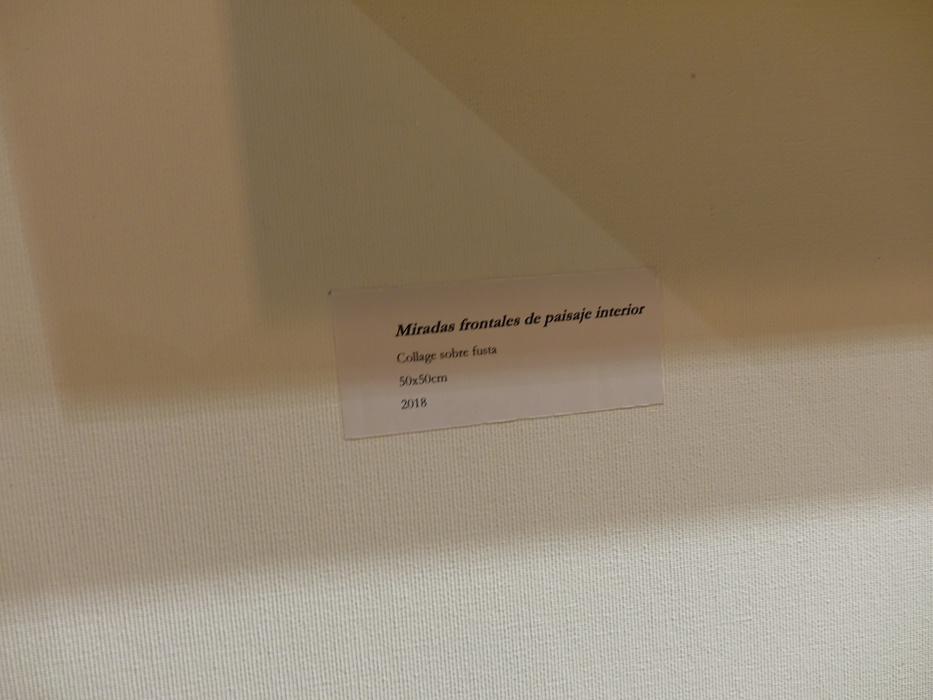 Miradas frontales de paisaje interior
Collage sobre fusta
50x50cm
2018